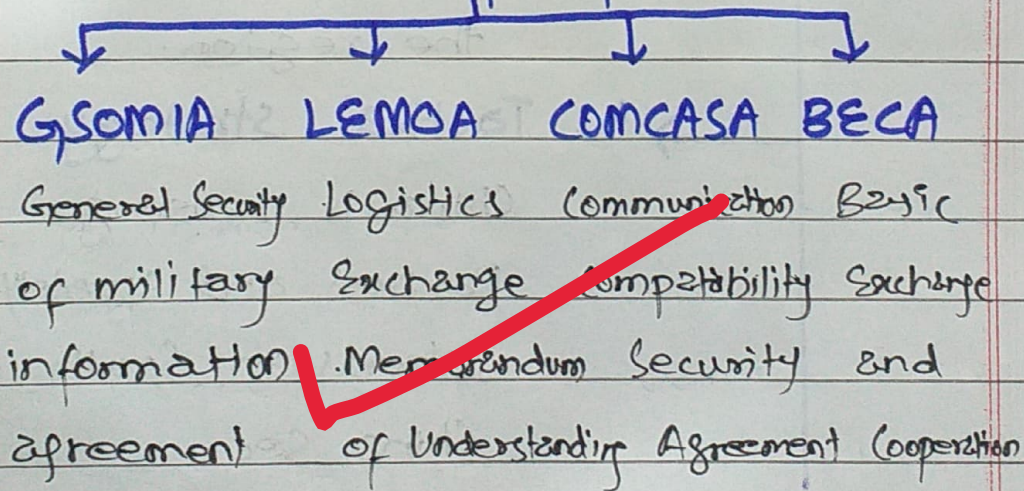 GSOMIA LEMOA COMCASA BECA
General Security Logistics Communication Basic
of military Exchange Compatability Exchange
information Memorandum Security and
agreement of Understanding Agreement Cooperation